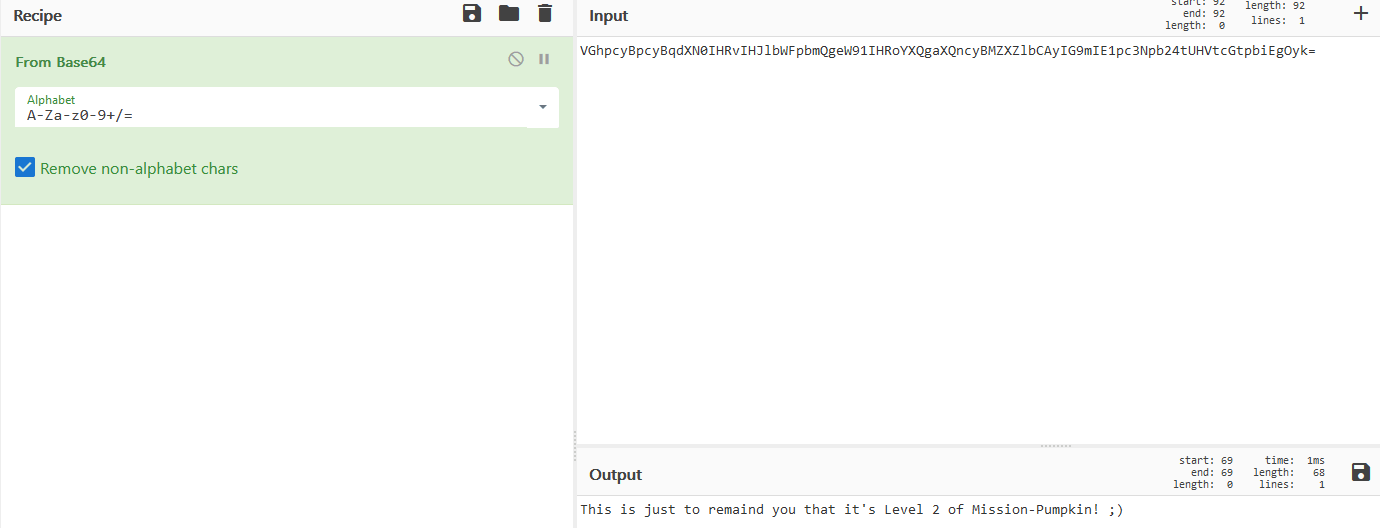 Recipe
From Base64
Alphabet
A-Za-z0-9+/=
Remove non-alphabet chars
Input
start: 92
end: 92
length: 0
length: 92
lines: 1
VGhpcyBpcyBqdXN0IHRvIHJlbWFpbmQgeW91IHRoYXQgaXQncyBMZXZlbCAyIG9mIE1pc3Npb24tUHVtcGtpbiEgOyk=
Output
start: 69
end: 69
length: 0
time: 1ms
length: 68
lines: 1
This is just to remaind you that it's Level 2 of Mission-Pumpkin! ;)